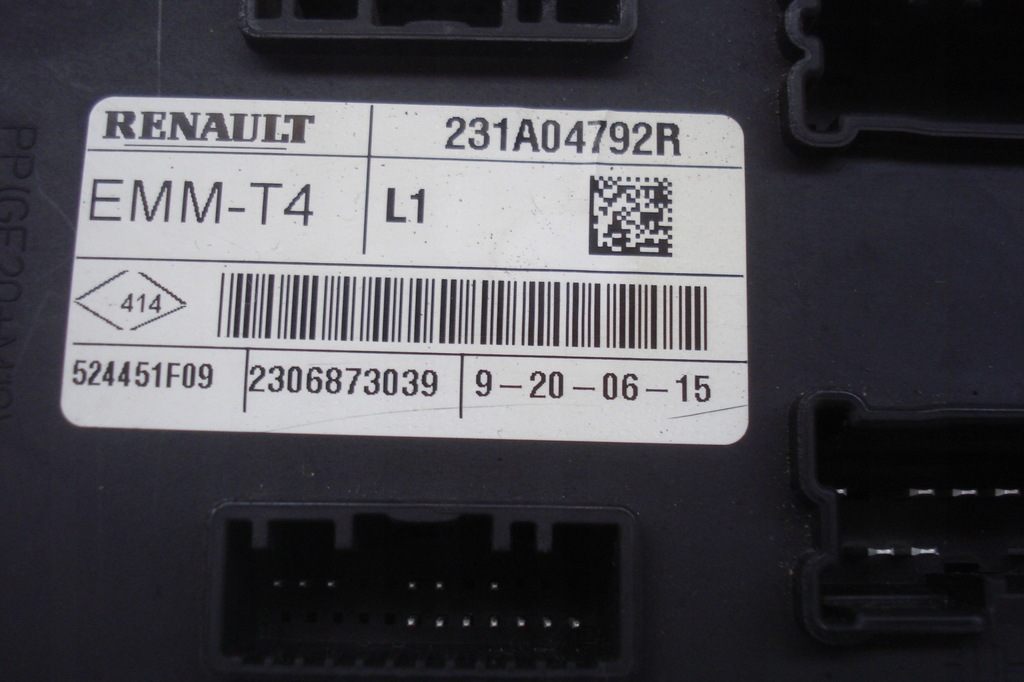 RENAULT 231A04792R
EMM-T4 L1
414
524451F09 2306873039 9-20-06-15